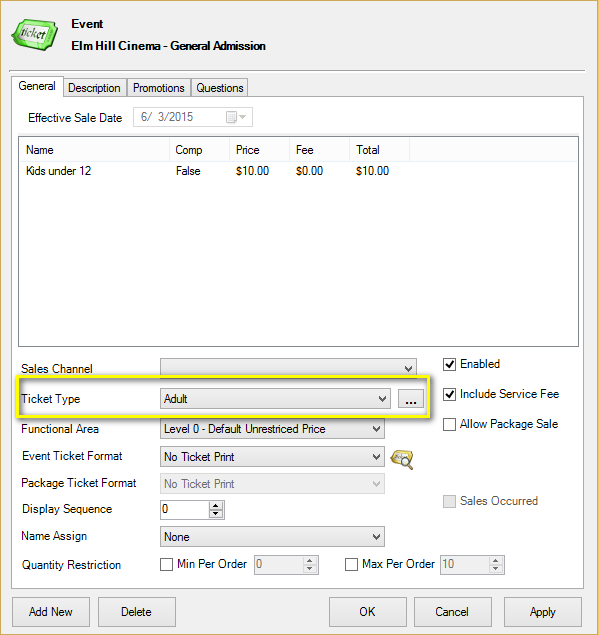 ticket
Event
Elm Hill Cinema - General Admission
General Description Promotions Questions
Effective Sale Date 6/ 3/2015
Name Comp Price Fee Total
Kids under 12 False $10.00 $0.00 $10.00
Sales Channel
Enabled
Ticket Type Adult ...
Include Service Fee
Functional Area Level 0 - Default Unrestriced Price
Allow Package Sale
Event Ticket Format No Ticket Print
Package Ticket Format No Ticket Print
Display Sequence 0
Sales Occurred
Name Assign None
Quantity Restriction Min Per Order 0 Max Per Order 10
Add New Delete OK Cancel Apply